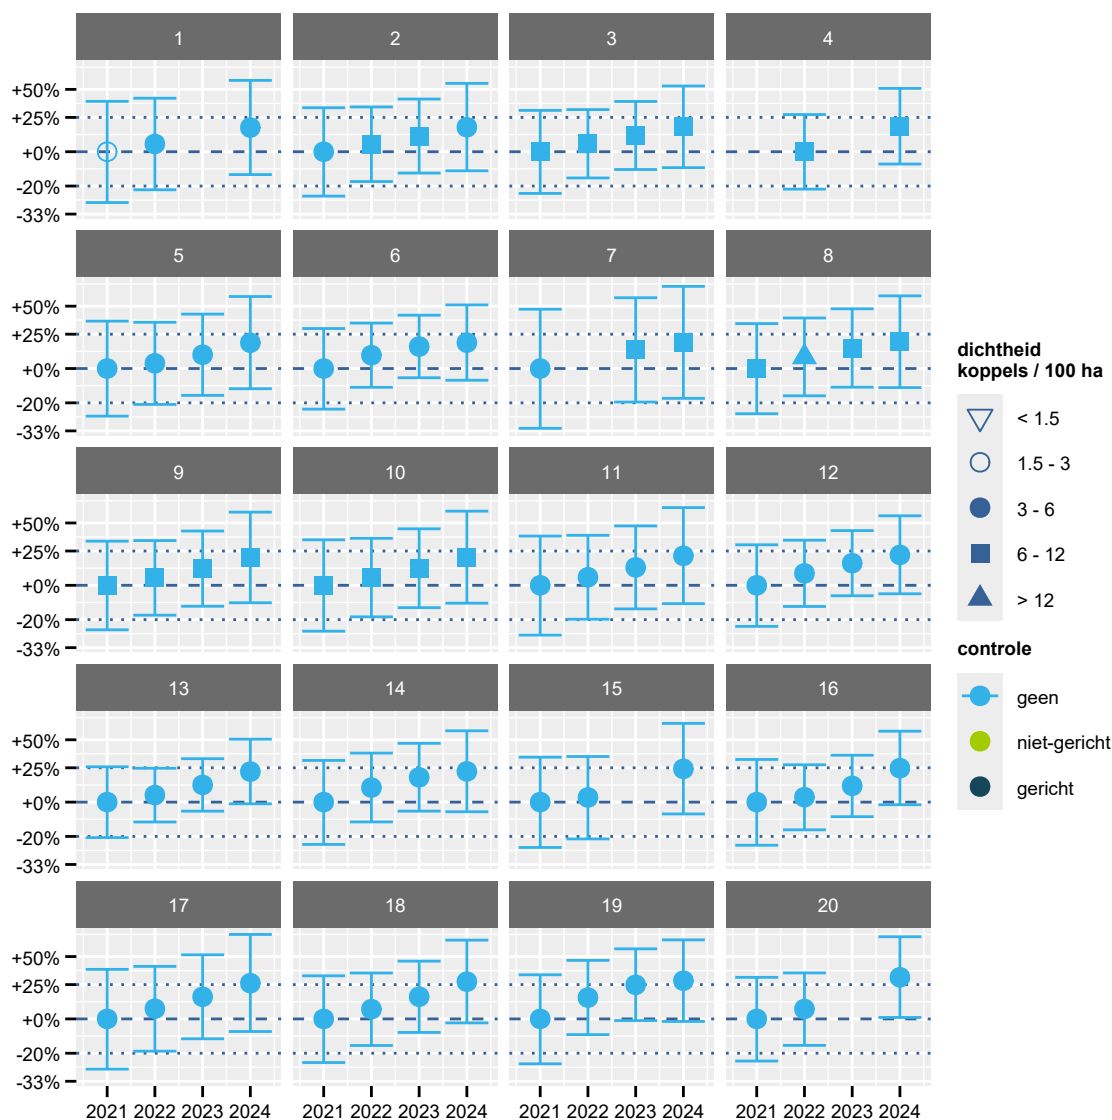 1 2 3 4
+50%
+25%
+0%
-20%
-33%
5 6 7 8
+50%
+25%
+0%
-20%
-33%
9 10 11 12
+50%
+25%
+0%
-20%
-33%
13 14 15 16
+50%
+25%
+0%
-20%
-33%
17 18 19 20
+50%
+25%
+0%
-20%
-33%
2021 2022 2023 2024 2021 2022 2023 2024 2021 2022 2023 2024 2021 2022 2023 2024
dichtheid
koppels / 100 ha
< 1.5
1.5 - 3
3 - 6
6 - 12
> 12
controle
geen
niet-gericht
gericht